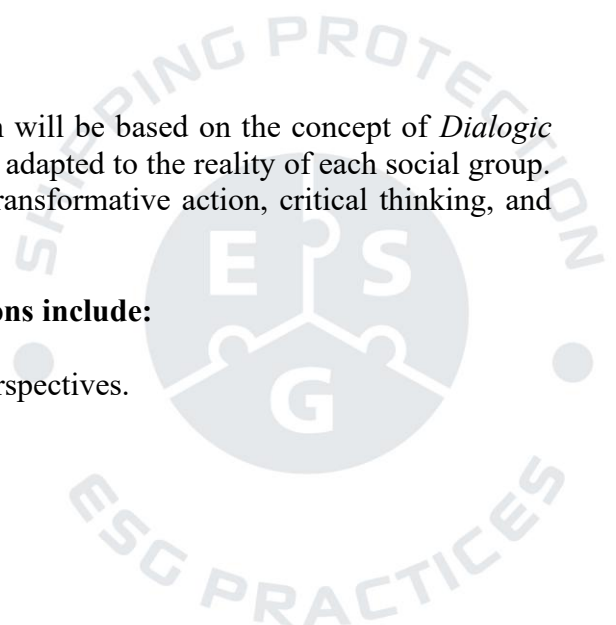 SHIPPING PROTECTION
will be based on the concept of Dialogic
adapted to the reality of each social group.
transformative action, critical thinking, and
E S
G
ons include:
rspectives.
ESG PRACTICES